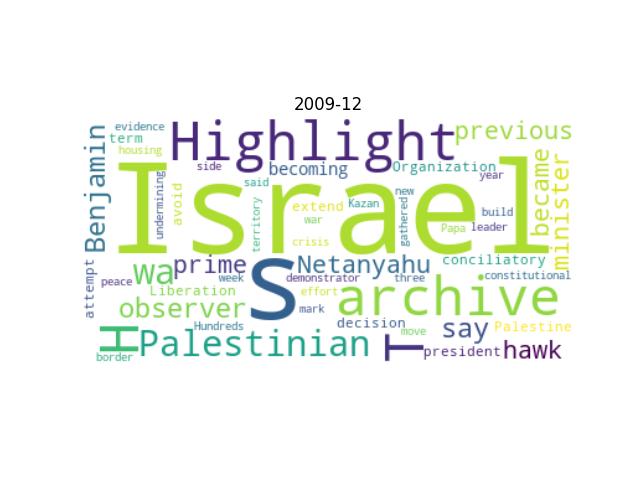 2009-12
evidence
term
housing
Highlight
previous
Benjamin
side
becoming
Organization
year
became
minister
undermining
avoid
Israel
said
territory
extend
war
crisis
Kazan
gathered
new
Papa
build
leader
attempt
peace
wa
prime
week
s
Netanyahu
demonstrator
three
conciliatory
constitutional
Liberation
observer
effort
mark
archive
Hundreds
decision
say
Palestine
H
border
Palestinian
T
move
president
hawk